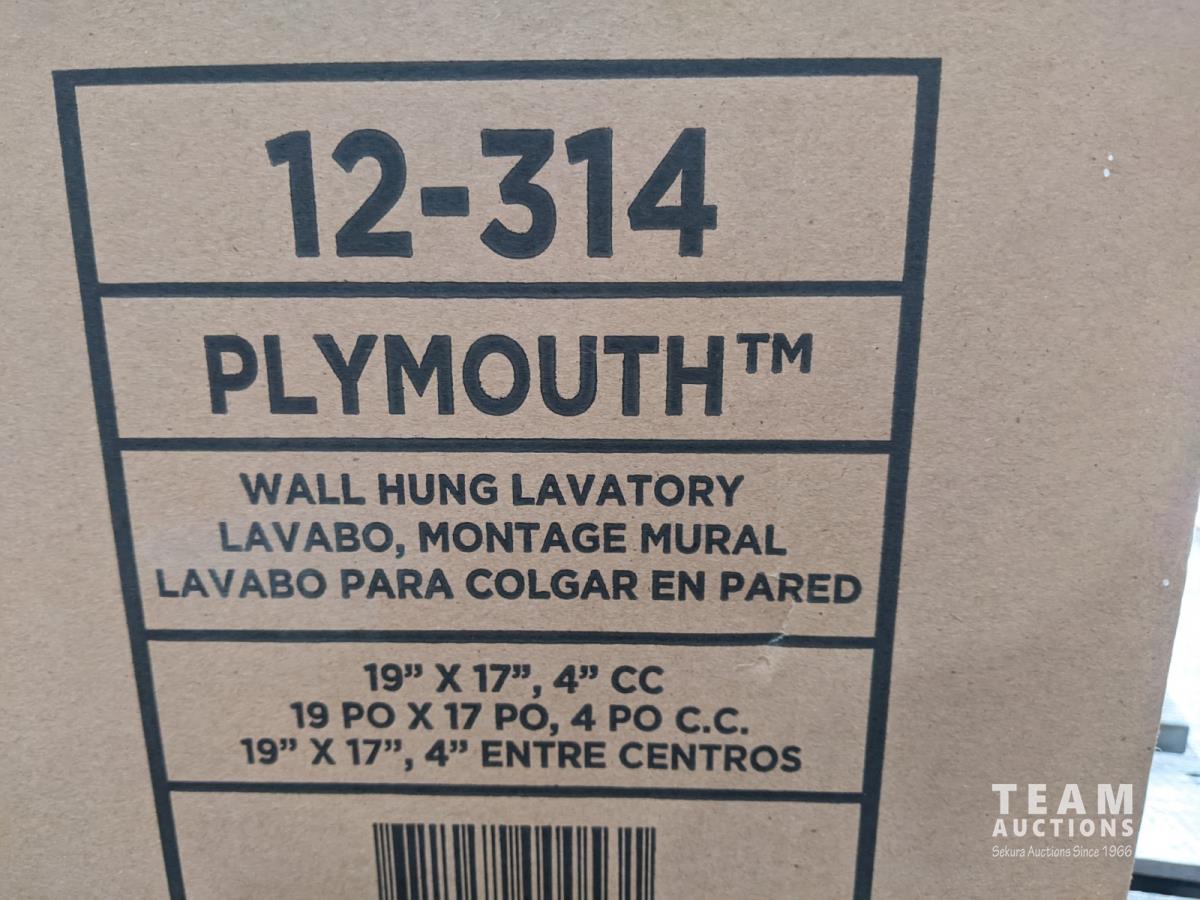 12-314
PLYMOUTH™
WALL HUNG LAVATORY
LAVABO, MONTAGE MURAL
LAVABO PARA COLGAR EN PARED
19” X 17”, 4” CC
19 PO X 17 PO, 4 PO C.C.
19” X 17”, 4” ENTRE CENTROS
TEAM
AUCTIONS
Sekura Auctions Since 1966